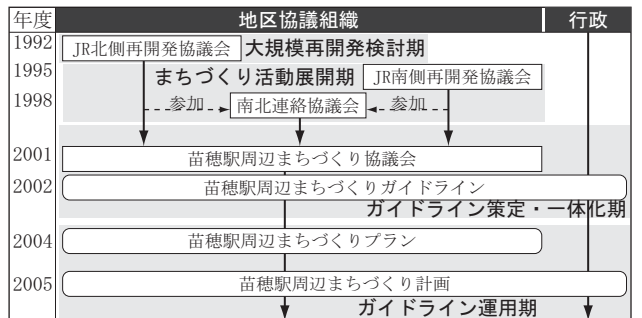 年度 地区協議組織 行政
1992 JR北側再開発協議会 大規模再開発検討期
1995 まちづくり活動展開期 JR南側再開発協議会
1998 参加 南北連絡協議会 参加
2001 苗穂駅周辺まちづくり協議会
2002 苗穂駅周辺まちづくりガイドライン
ガイドライン策定・一体化期
2004 苗穂駅周辺まちづくりプラン
2005 苗穂駅周辺まちづくり計画
ガイドライン運用期